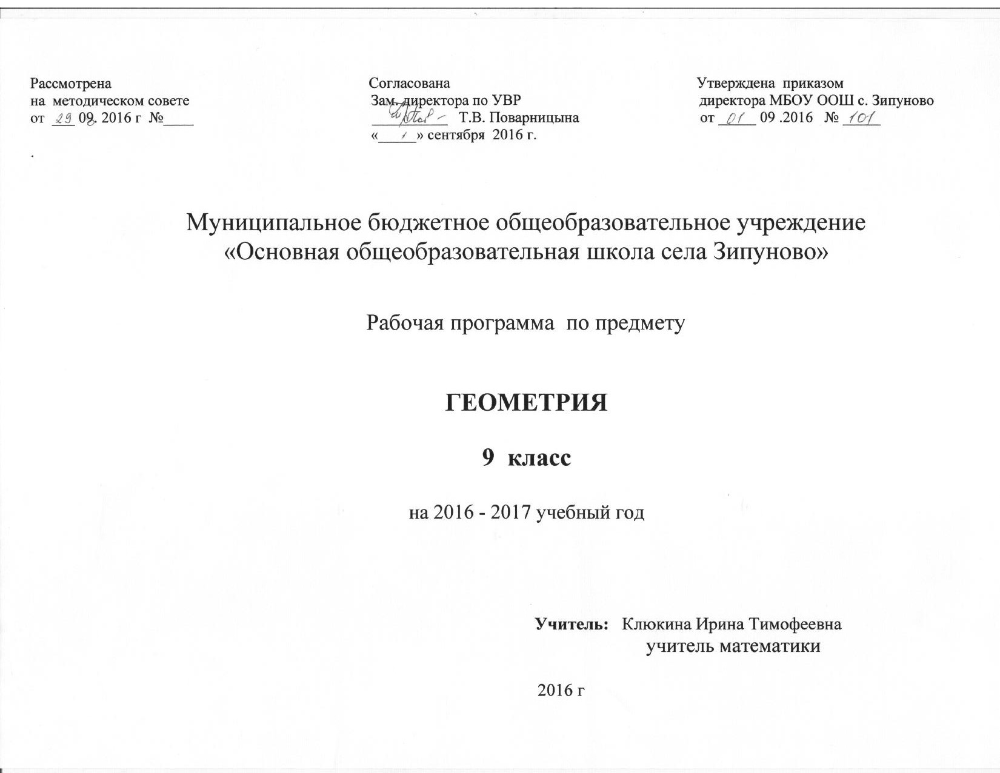 Рассмотрена
на методическом совете
от 29 08. 2016 г №____
Согласована
Зам. директора по УВР
__________ Т.В. Поварницына
«___1_» сентября 2016 г.
Утверждена приказом
директора МБОУ ООШ с. Зипуново
от 01 09 .2016 № 101
Муниципальное бюджетное общеобразовательное учреждение
«Основная общеобразовательная школа села Зипуново»
Рабочая программа по предмету
ГЕОМЕТРИЯ
9 класс
на 2016 - 2017 учебный год
Учитель: Клюкина Ирина Тимофеевна
учитель математики
2016 г